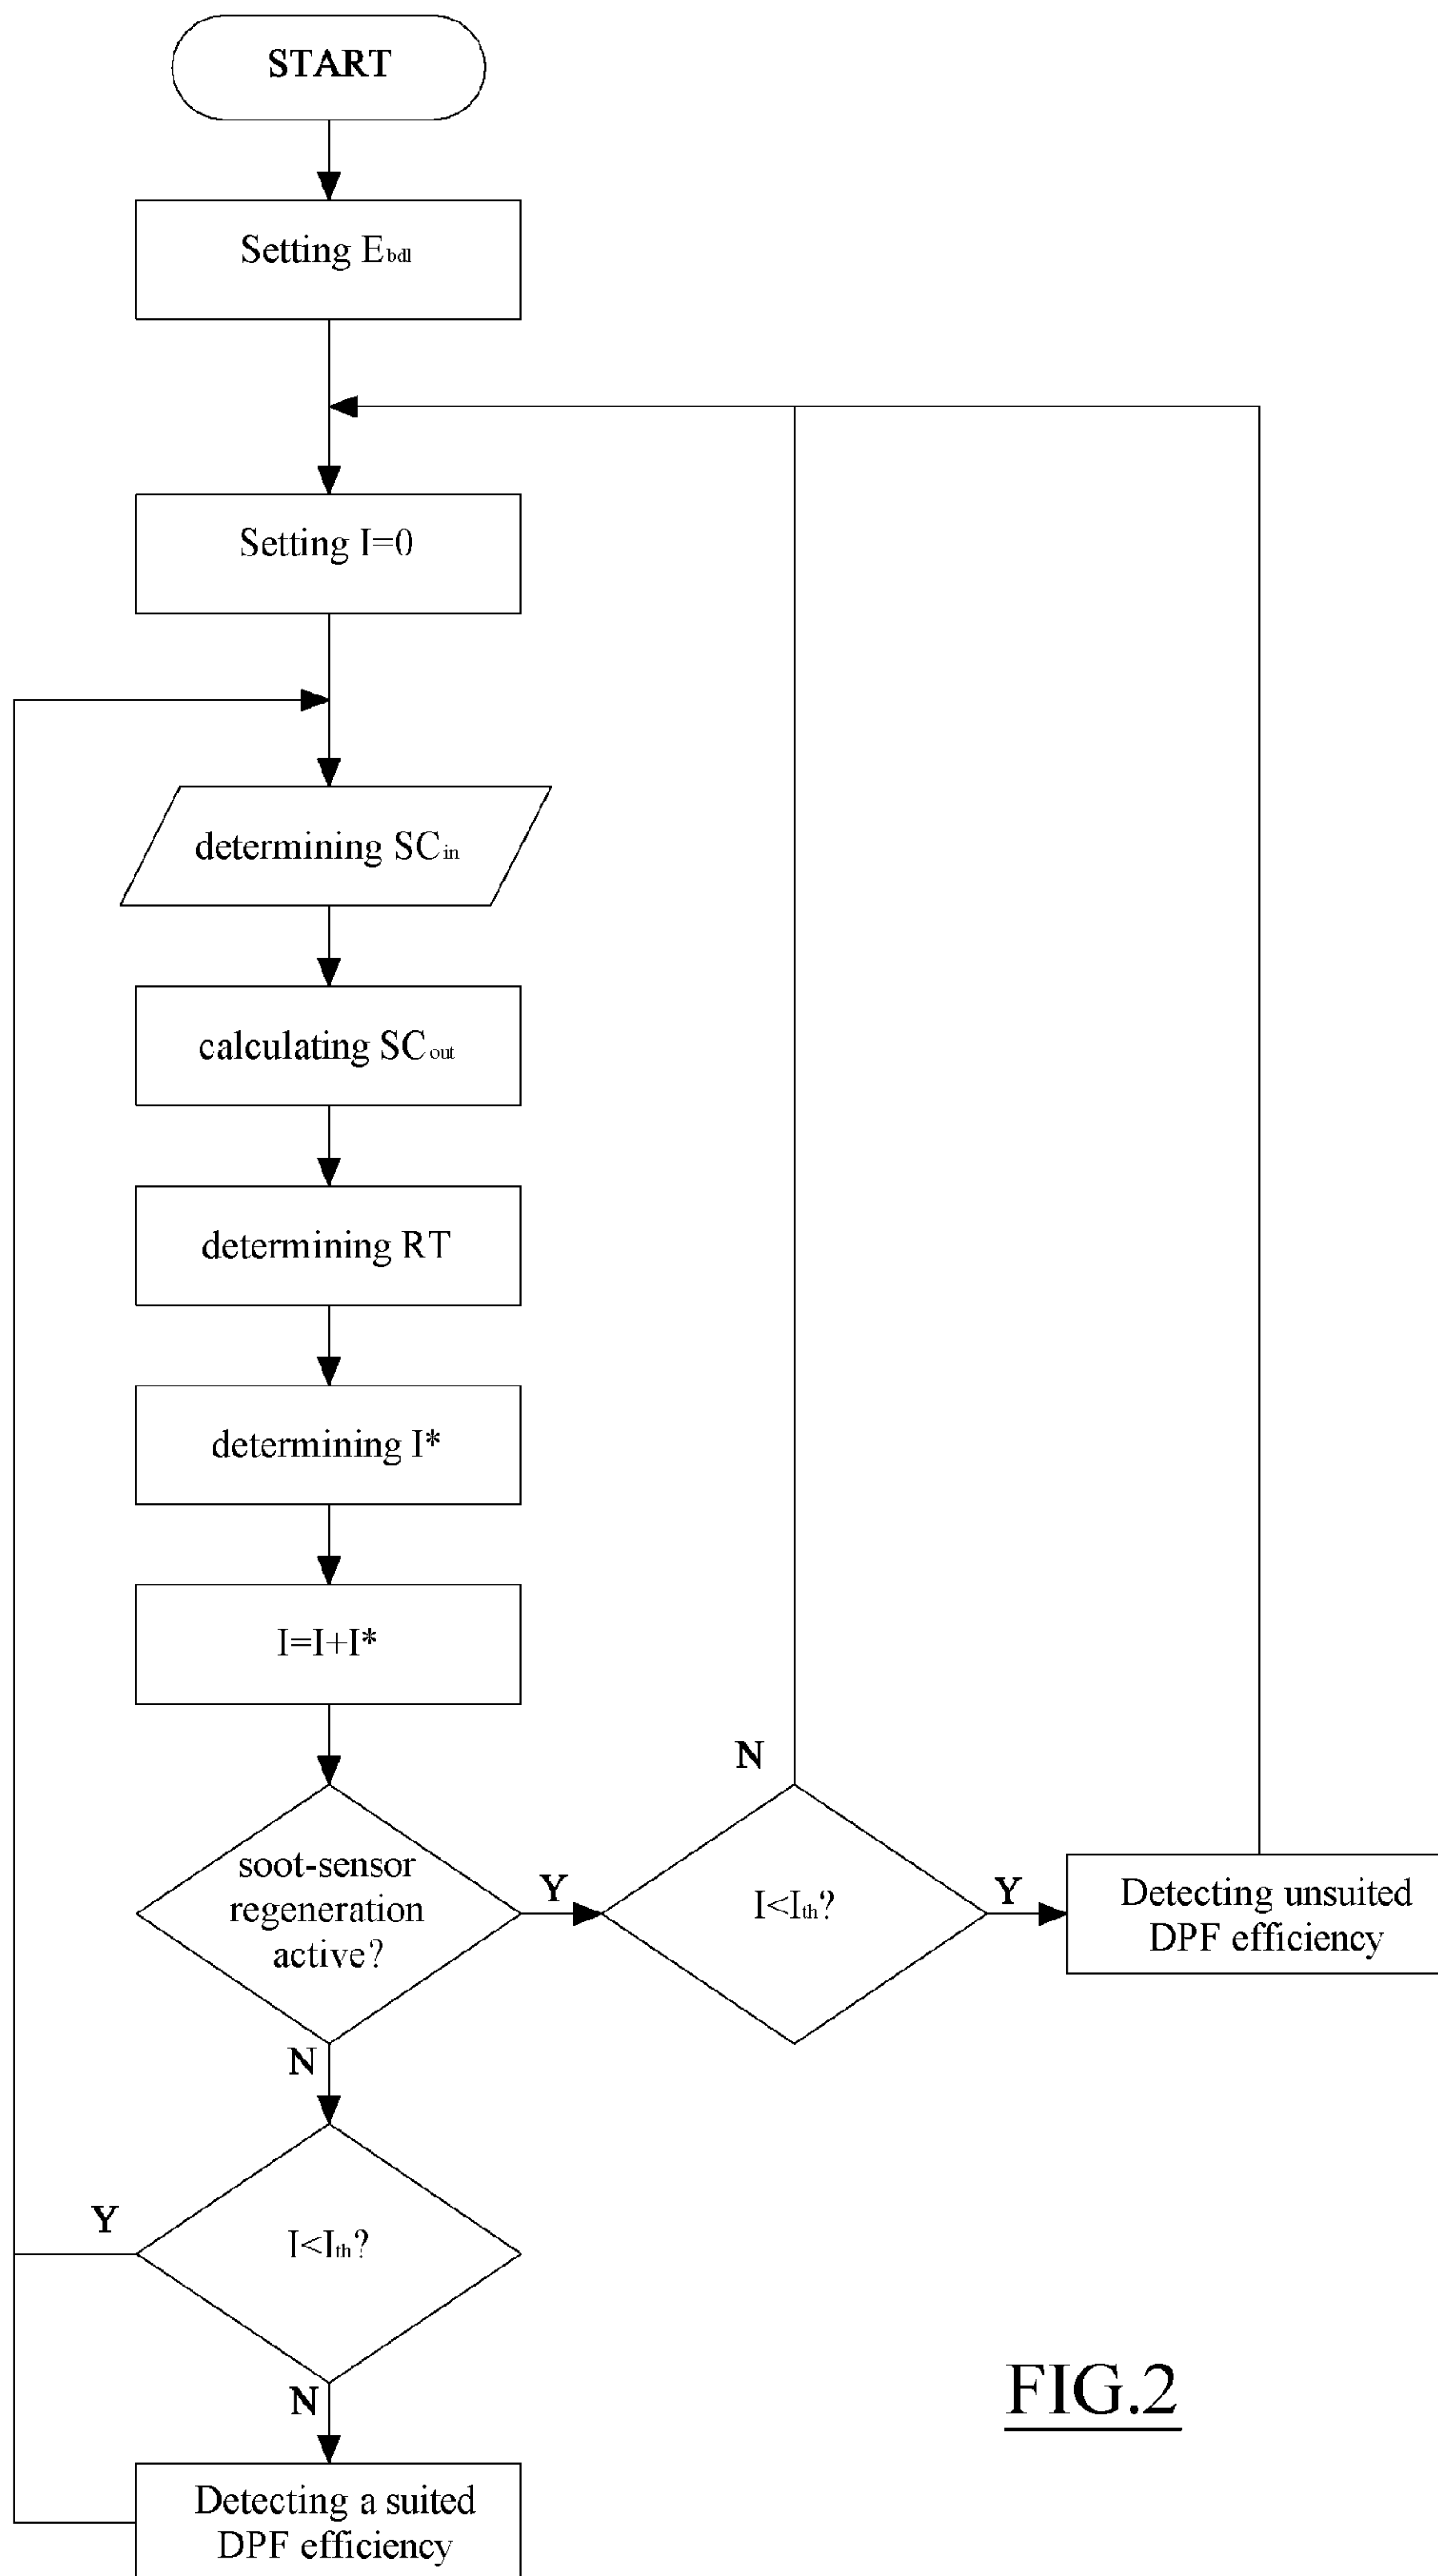 START
Setting Ebdl
Setting I=0
determining SCin
calculating SCout
determining RT
determining I*
I=I+I*
soot-sensor
regeneration
active?
Y
N
I<Ith?
N
Y
Detecting unsuited
DPF efficiency
I<Ith?
Y
N
Detecting a suited
DPF efficiency
FIG.2